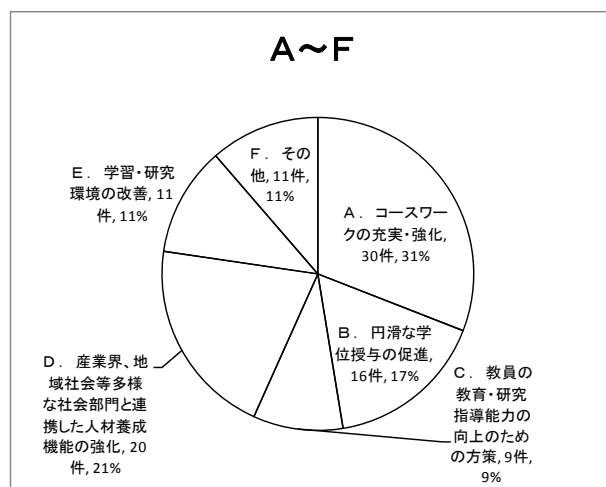 A～F
A． コースワー
クの充実・強化,
30件, 31%
B． 円滑な学
位授与の促進,
16件, 17%
C． 教員の
教育・研究
指導能力の
向上のため
の方策, 9件,
9%
D． 産業界、地
域社会等多様
な社会部門と連
携した人材養成
機能の強化, 20
件, 21%
E． 学習・研究
環境の改善, 11
件, 11%
F． その
他, 11件,
11%